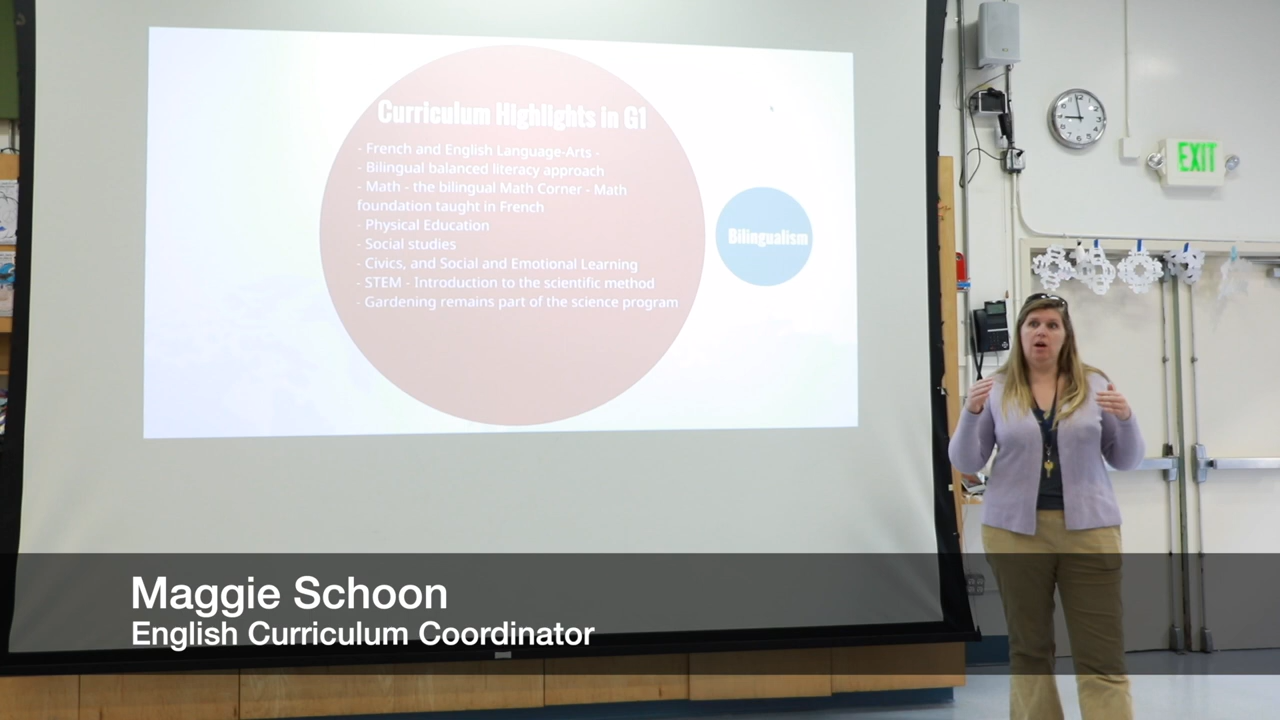 Curriculum Highlights in G1
- French and English Language-Arts -
- Bilingual balanced literacy approach
- Math - the bilingual Math Corner - Math
foundation taught in French
- Physical Education
- Social studies
- Civics, and Social and Emotional Learning
- STEM - Introduction to the scientific method
- Gardening remains part of the science program
Bilingualism
EXIT
Maggie Schoon
English Curriculum Coordinator